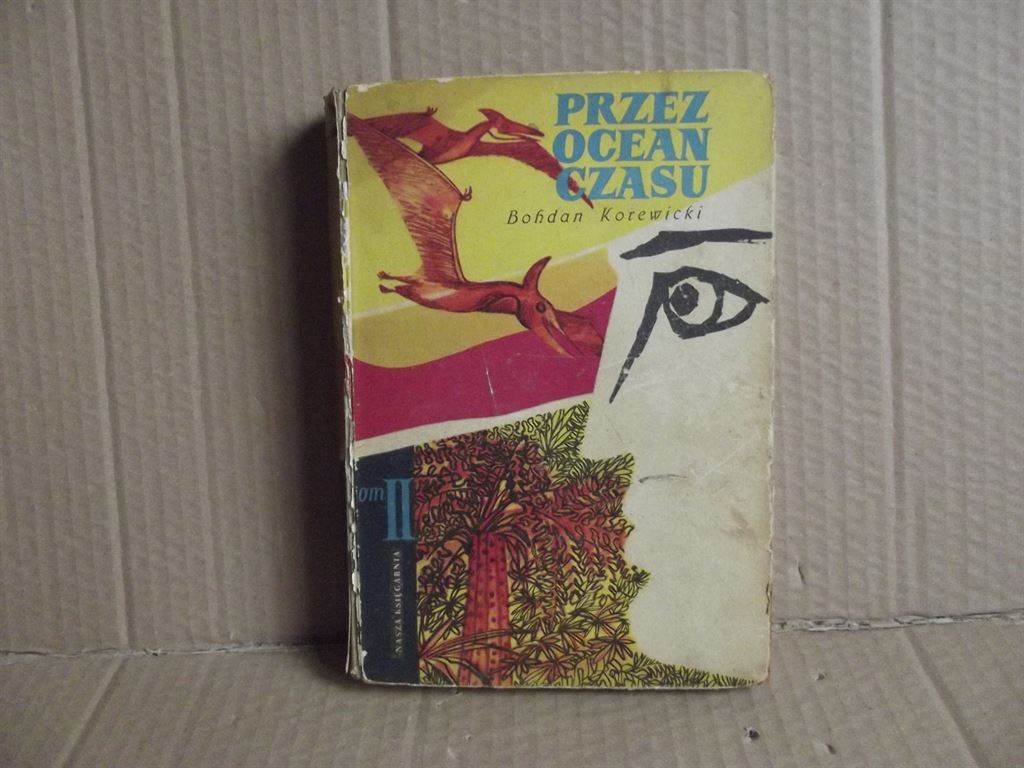 PRZEZ
OCEAN
CZASU
Bohdan Korewicki
om II
NASZA KSIĘGARNIA